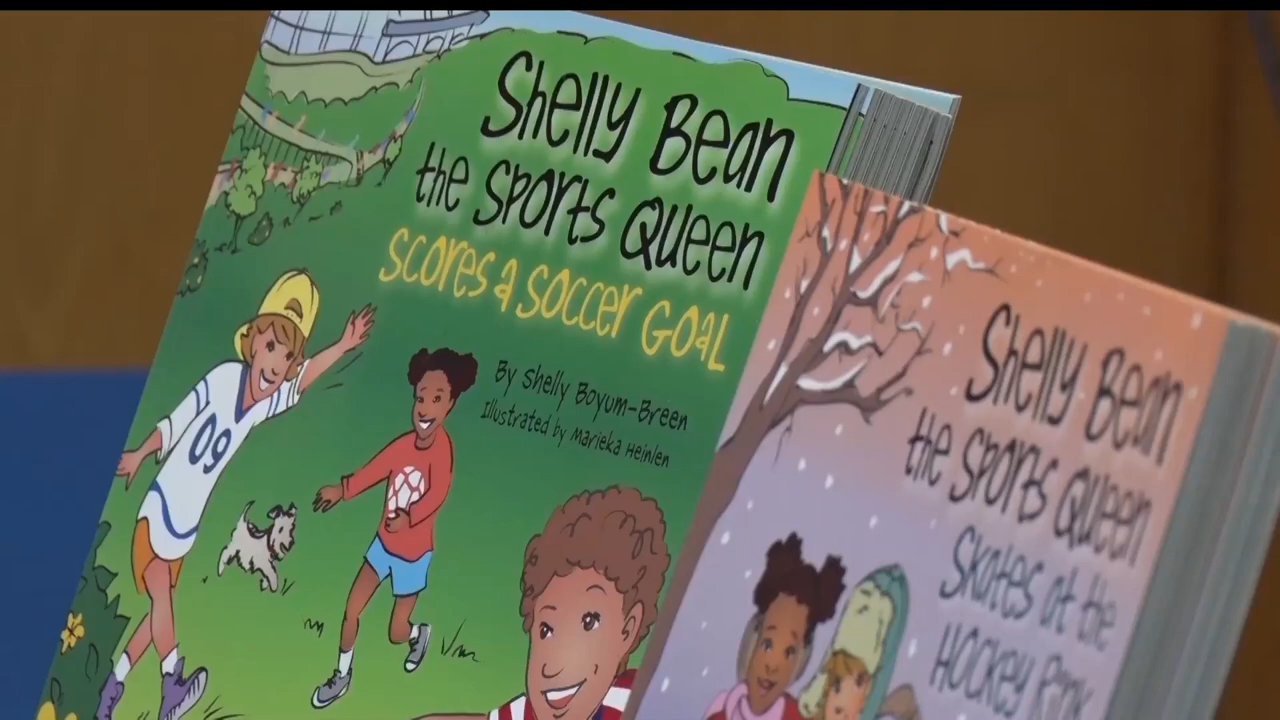 Shelly Bean
the Sports Queen
Scores a Soccer Goal
By Shelly Boyum-Breen
Illustrated by Marieka Heinlen
09
Shelly Bean
the Sports Queen
Skates at the
Hockey Rink